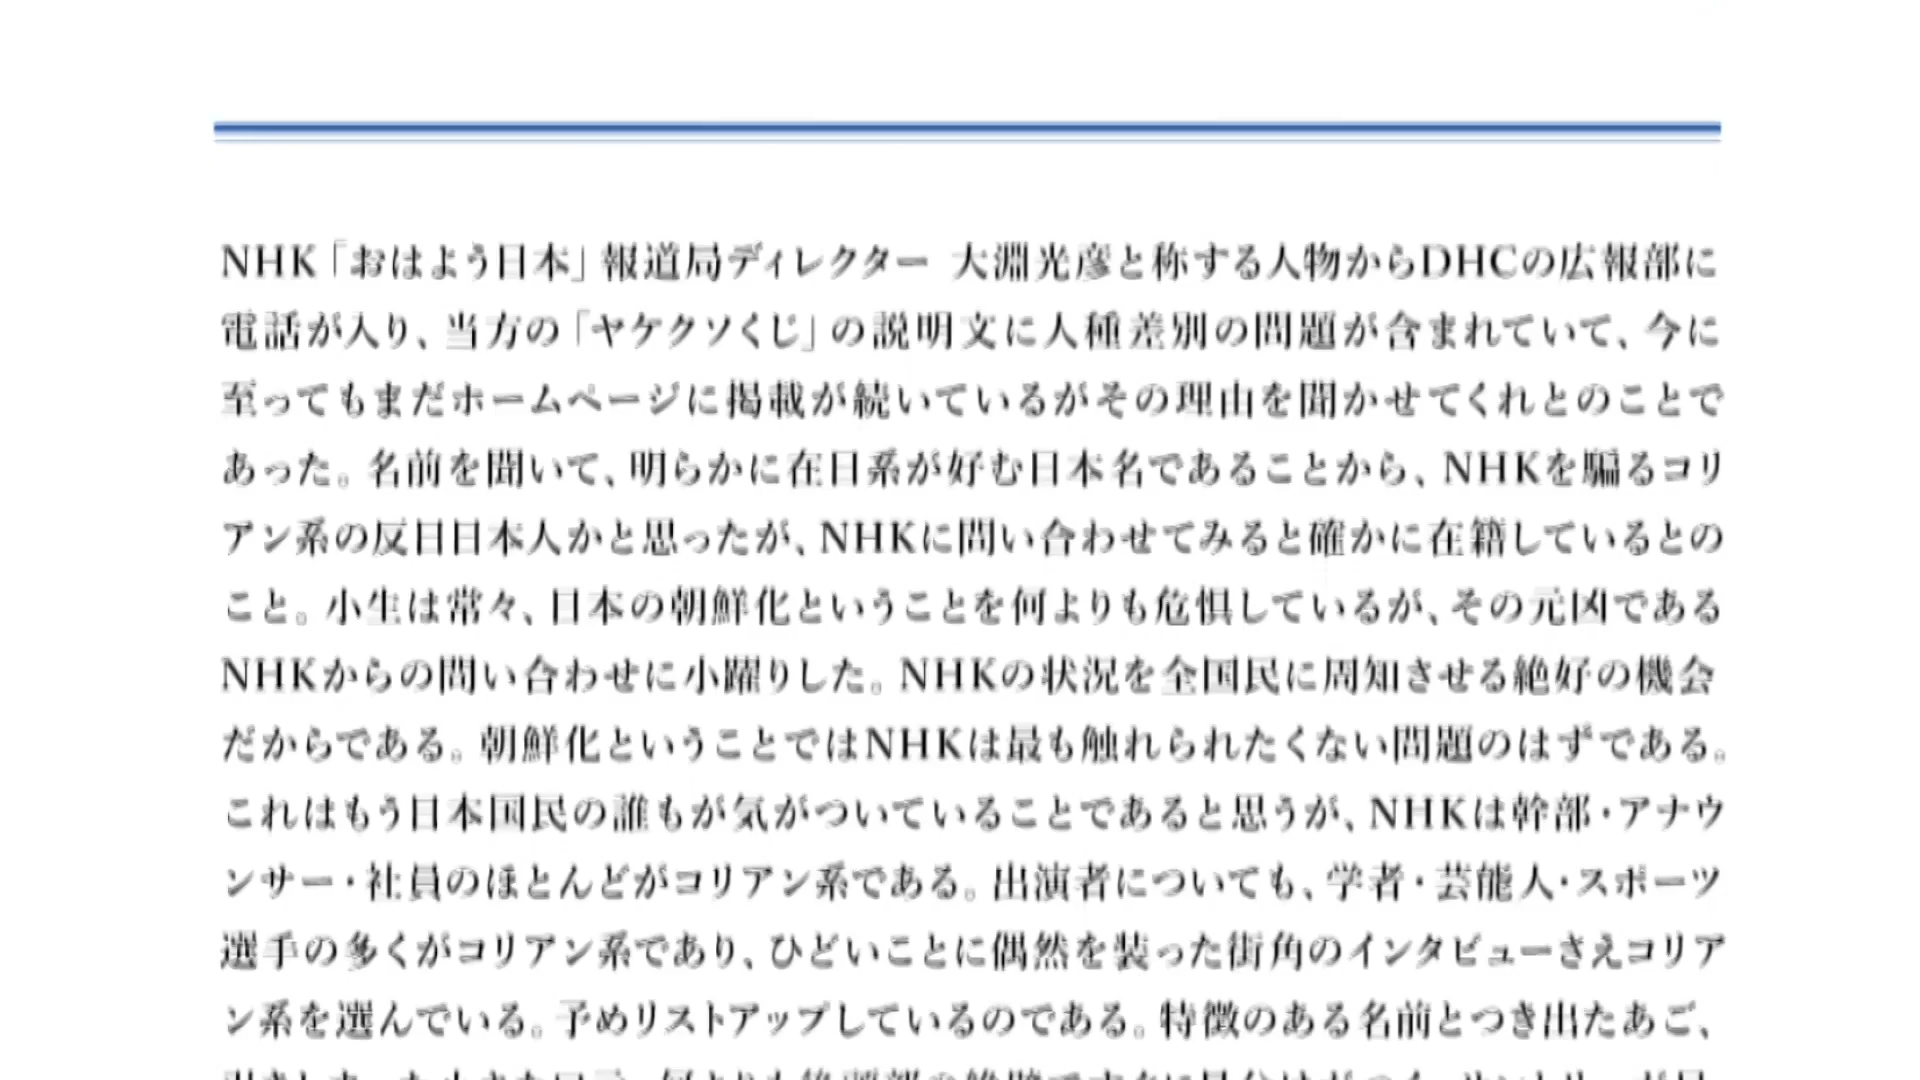 NHK「おはよう日本」報道局ディレクター 大淵光彦と称する人物からDHCの広報部に
電話が入り、当方の「ヤケクソくじ」の説明文に人種差別の問題が含まれていて、今に
至ってもまだホームページに掲載が続いているがその理由を聞かせてくれとのことで
あった。名前を聞いて、明らかに在日系が好む日本名であることから、NHKを騙るコリ
アン系の反日日本人かと思ったが、NHKに問い合わせてみると確かに在籍しているとの
こと。小生は常々、日本の朝鮮化ということを何よりも危惧しているが、その元凶である
NHKからの問い合わせに小躍りした。NHKの状況を全国民に周知させる絶好の機会
だからである。朝鮮化ということではNHKは最も触れられたくない問題のはずである。
これはもう日本国民の誰もが気がついていることであると思うが、NHKは幹部・アナウ
ンサー・社員のほとんどがコリアン系である。出演者についても、学者・芸能人・スポーツ
選手の多くがコリアン系であり、ひどいことに偶然を装った街角のインタビューさえコリア
ン系を選んでいる。予めリストアップしているのである。特徴のある名前とつき出たあご、